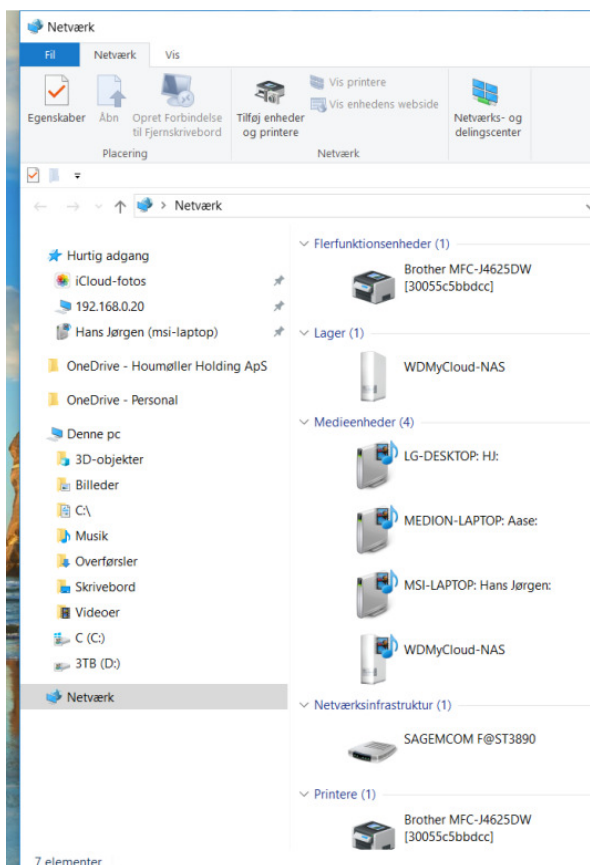 Netværk
Fil Netværk Vis
Egenskaber
Åbn
Opret Forbindelse
til Fjernskrivebord
Placering
Tilføj enheder
og printere
Vis printere
Vis enhedens webside
Netværk
Netværks- og
delingscenter
Netværk
Hurtig adgang
iCloud-fotos
192.168.0.20
Hans Jørgen (msi-laptop)
OneDrive - Houmøller Holding ApS
OneDrive - Personal
Denne pc
3D-objekter
Billeder
C:\
Musik
Overførsler
Skrivebord
Videoer
C (C:)
3TB (D:)
Netværk
Flerfunktionsenheder (1)
Brother MFC-J4625DW
[30055c5bbdcc]
Lager (1)
WDMyCloud-NAS
Medieenheder (4)
LG-DESKTOP: HJ:
MEDION-LAPTOP: Aase:
MSI-LAPTOP: Hans Jørgen:
WDMyCloud-NAS
Netværksinfrastruktur (1)
SAGEMCOM F@ST3890
Printere (1)
Brother MFC-J4625DW
[30055c5bbdcc]
7 elementer